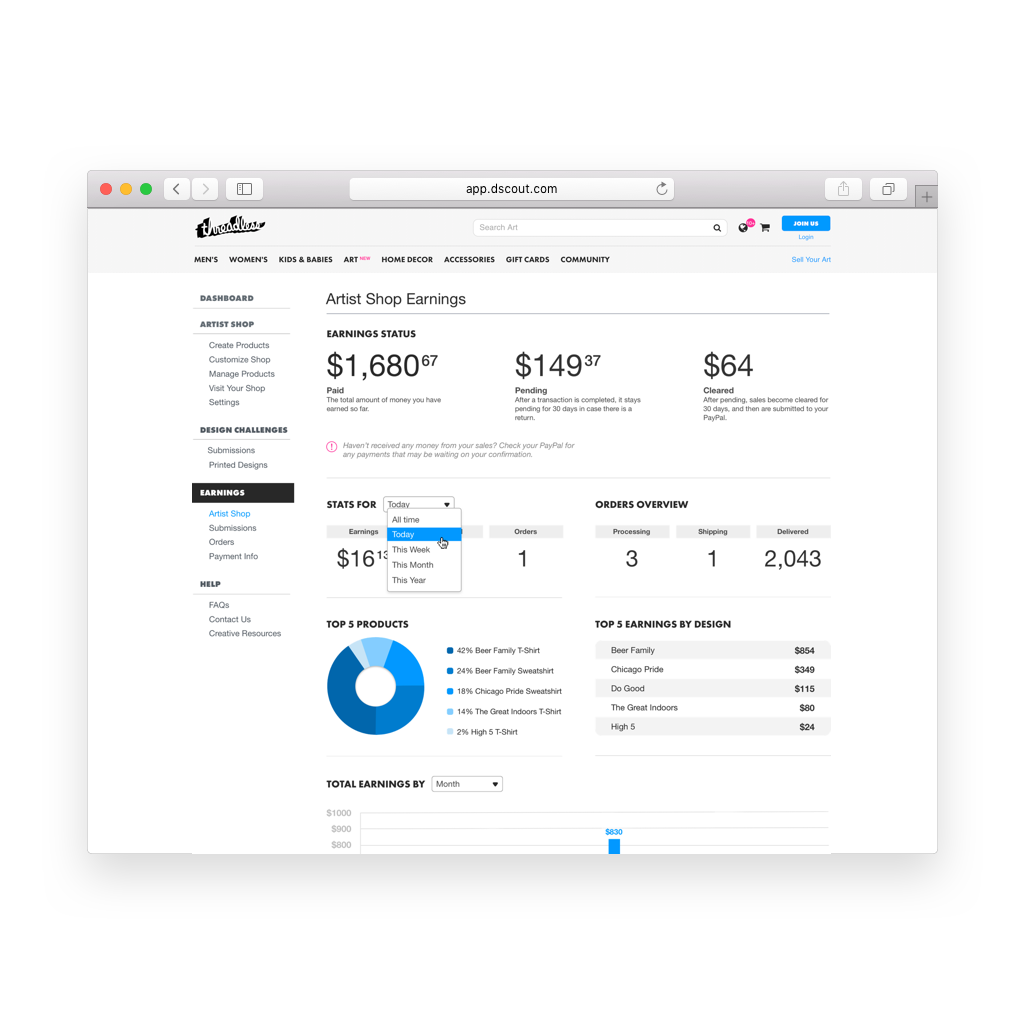 app.dscout.com
threadless
Search Art
JOIN US
Login
MEN'S WOMEN'S KIDS & BABIES ART NEW HOME DECOR ACCESSORIES GIFT CARDS COMMUNITY
Sell Your Art
DASHBOARD
ARTIST SHOP
Create Products
Customize Shop
Manage Products
Visit Your Shop
Settings
DESIGN CHALLENGES
Submissions
Printed Designs
EARNINGS
Artist Shop
Submissions
Orders
Payment Info
HELP
FAQs
Contact Us
Creative Resources
Artist Shop Earnings
EARNINGS STATUS
$1,680 67
Paid
The total amount of money you have
earned so far.
$149 37
Pending
After a transaction is completed, it stays
pending for 30 days in case there is a
return.
$64
Cleared
After pending, sales become cleared for
30 days, and then are submitted to your
PayPal.
Haven't received any money from your sales? Check your PayPal for
any payments that may be waiting on your confirmation.
STATS FOR Today
All time
Today
This Week
This Month
This Year
Earnings
$16 13
Orders
1
ORDERS OVERVIEW
Processing Shipping Delivered
3 1 2,043
TOP 5 PRODUCTS
42% Beer Family T-Shirt
24% Beer Family Sweatshirt
18% Chicago Pride Sweatshirt
14% The Great Indoors T-Shirt
2% High 5 T-Shirt
TOP 5 EARNINGS BY DESIGN
Beer Family $854
Chicago Pride $349
Do Good $115
The Great Indoors $80
High 5 $24
TOTAL EARNINGS BY Month
$1000
$900
$800
$830